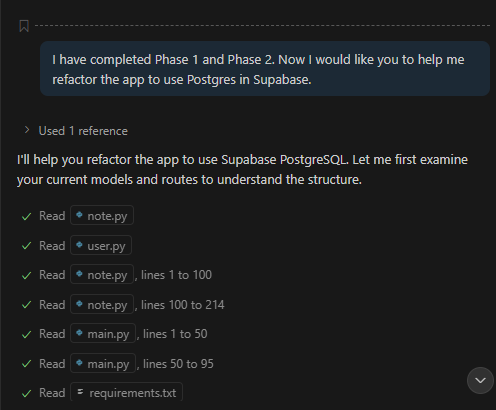 I have completed Phase 1 and Phase 2. Now I would like you to help me
refactor the app to use Postgres in Supabase.
Used 1 reference
I'll help you refactor the app to use Supabase PostgreSQL. Let me first examine
your current models and routes to understand the structure.
Read note.py
Read user.py
Read note.py, lines 1 to 100
Read note.py, lines 100 to 214
Read main.py, lines 1 to 50
Read main.py, lines 50 to 95
Read requirements.txt